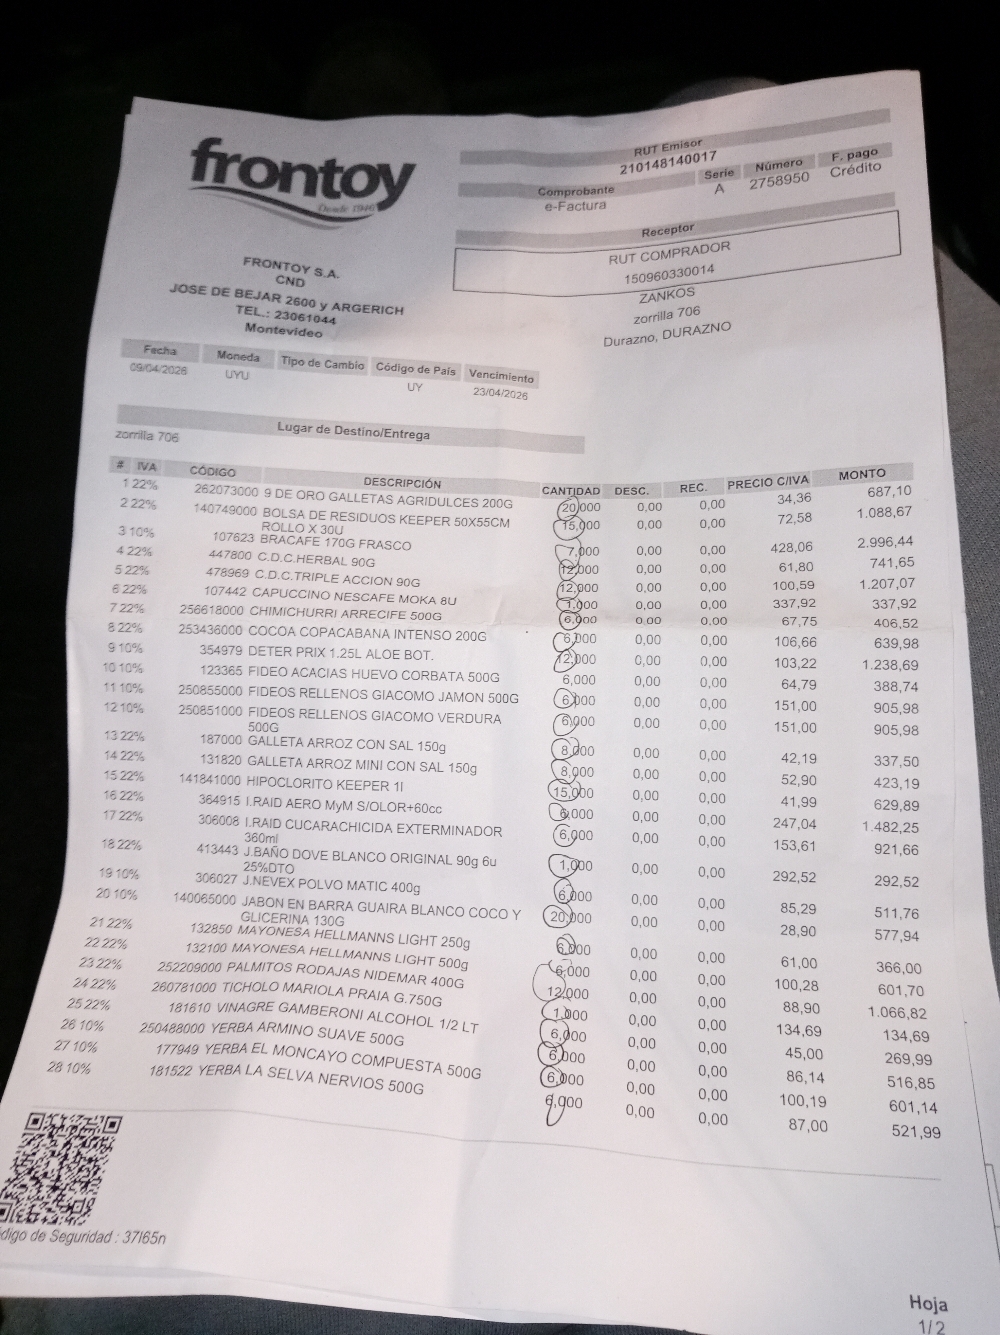 frontoy
Desde 1946
RUT Emisor
210148140017
Comprobante Serie Número F. pago
e-Factura A 2758950 Crédito
Receptor
RUT COMPRADOR
150960330014
ZANKOS
zorrilla 706
Durazno, DURAZNO
FRONTOY S.A.
CND
JOSE DE BEJAR 2600 y ARGERICH
TEL.: 23061044
Montevideo
Fecha Moneda Tipo de Cambio Código de País Vencimiento
09/04/2026 UYU UY 23/04/2026
Lugar de Destino/Entrega
zorrilla 706
# IVA CÓDIGO DESCRIPCIÓN CANTIDAD DESC. REC. PRECIO C/IVA MONTO
1 22% 262073000 9 DE ORO GALLETAS AGRIDULCES 200G 20,000 0,00 0,00 34,36 687,10
2 22% 140749000 BOLSA DE RESIDUOS KEEPER 50X55CM 15,000 0,00 0,00 72,58 1.088,67
ROLLO X 30U
3 10% 107623 BRACAFE 170G FRASCO 7,000 0,00 0,00 428,06 2.996,44
4 22% 447800 C.D.C.HERBAL 90G 12,000 0,00 0,00 61,80 741,65
5 22% 478969 C.D.C.TRIPLE ACCION 90G 12,000 0,00 0,00 100,59 1.207,07
6 22% 107442 CAPUCCINO NESCAFE MOKA 8U 1,000 0,00 0,00 337,92 337,92
7 22% 256618000 CHIMICHURRI ARRECIFE 500G 6,000 0,00 0,00 67,75 406,52
8 22% 253436000 COCOA COPACABANA INTENSO 200G 6,000 0,00 0,00 106,66 639,98
9 10% 354979 DETER PRIX 1.25L ALOE BOT. 12,000 0,00 0,00 103,22 1.238,69
10 10% 123365 FIDEO ACACIAS HUEVO CORBATA 500G 6,000 0,00 0,00 64,79 388,74
11 10% 250855000 FIDEOS RELLENOS GIACOMO JAMON 500G 6,000 0,00 0,00 151,00 905,98
12 10% 250851000 FIDEOS RELLENOS GIACOMO VERDURA 6,000 0,00 0,00 151,00 905,98
500G
13 22% 187000 GALLETA ARROZ CON SAL 150g 8,000 0,00 0,00 42,19 337,50
14 22% 131820 GALLETA ARROZ MINI CON SAL 150g 8,000 0,00 0,00 52,90 423,19
15 22% 141841000 HIPOCLORITO KEEPER 1l 15,000 0,00 0,00 41,99 629,89
16 22% 364915 I.RAID AERO MyM S/OLOR+60cc 6,000 0,00 0,00 247,04 1.482,25
17 22% 306008 I.RAID CUCARACHICIDA EXTERMINADOR 6,000 0,00 0,00 153,61 921,66
360ml
18 22% 413443 J.BAÑO DOVE BLANCO ORIGINAL 90g 6u 1,000 0,00 0,00 292,52 292,52
25%DTO
19 10% 306027 J.NEVEX POLVO MATIC 400g 6,000 0,00 0,00 85,29 511,76
20 10% 140065000 JABON EN BARRA GUAIRA BLANCO COCO Y 20,000 0,00 0,00 28,90 577,94
GLICERINA 130G
21 22% 132850 MAYONESA HELLMANNS LIGHT 250g 6,000 0,00 0,00 61,00 366,00
22 22% 132100 MAYONESA HELLMANNS LIGHT 500g 6,000 0,00 0,00 100,28 601,70
23 22% 252209000 PALMITOS RODAJAS NIDEMAR 400G 12,000 0,00 0,00 88,90 1.066,82
24 22% 260781000 TICHOLO MARIOLA PRAIA G.750G 1,000 0,00 0,00 134,69 134,69
25 22% 181610 VINAGRE GAMBERONI ALCOHOL 1/2 LT 6,000 0,00 0,00 45,00 269,99
26 10% 250488000 YERBA ARMINO SUAVE 500G 6,000 0,00 0,00 86,14 516,85
27 10% 177949 YERBA EL MONCAYO COMPUESTA 500G 6,000 0,00 0,00 100,19 601,14
28 10% 181522 YERBA LA SELVA NERVIOS 500G 6,000 0,00 0,00 87,00 521,99
digo de Seguridad : 37I65n
Hoja
1/2